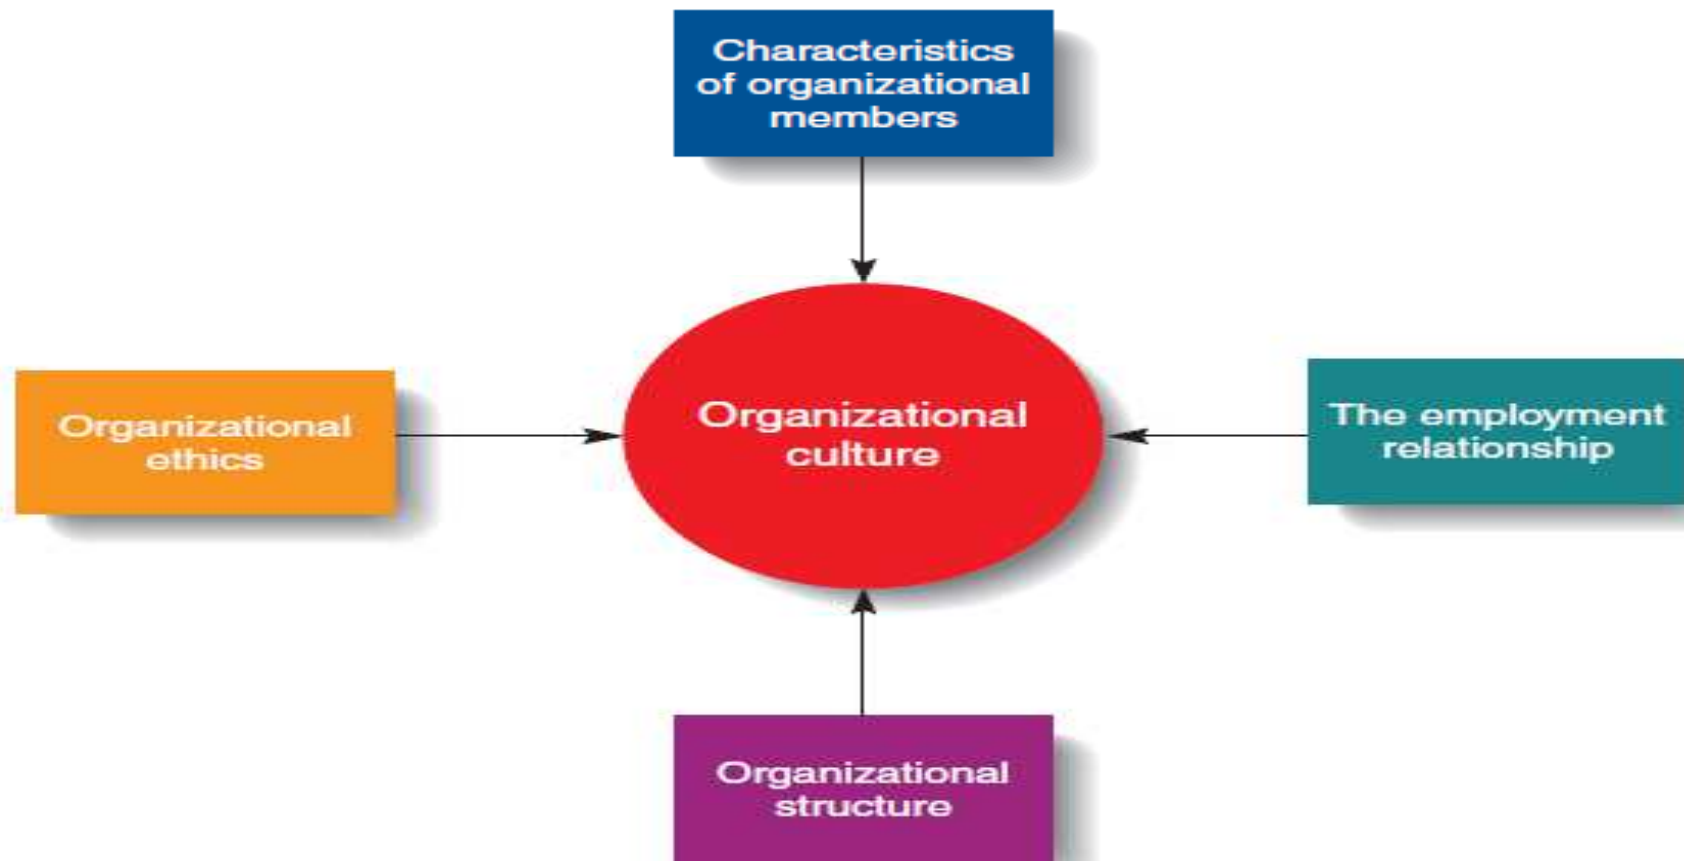 Characteristics
of organizational
members
Organizational
ethics
Organizational
culture
The employment
relationship
Organizational
structure